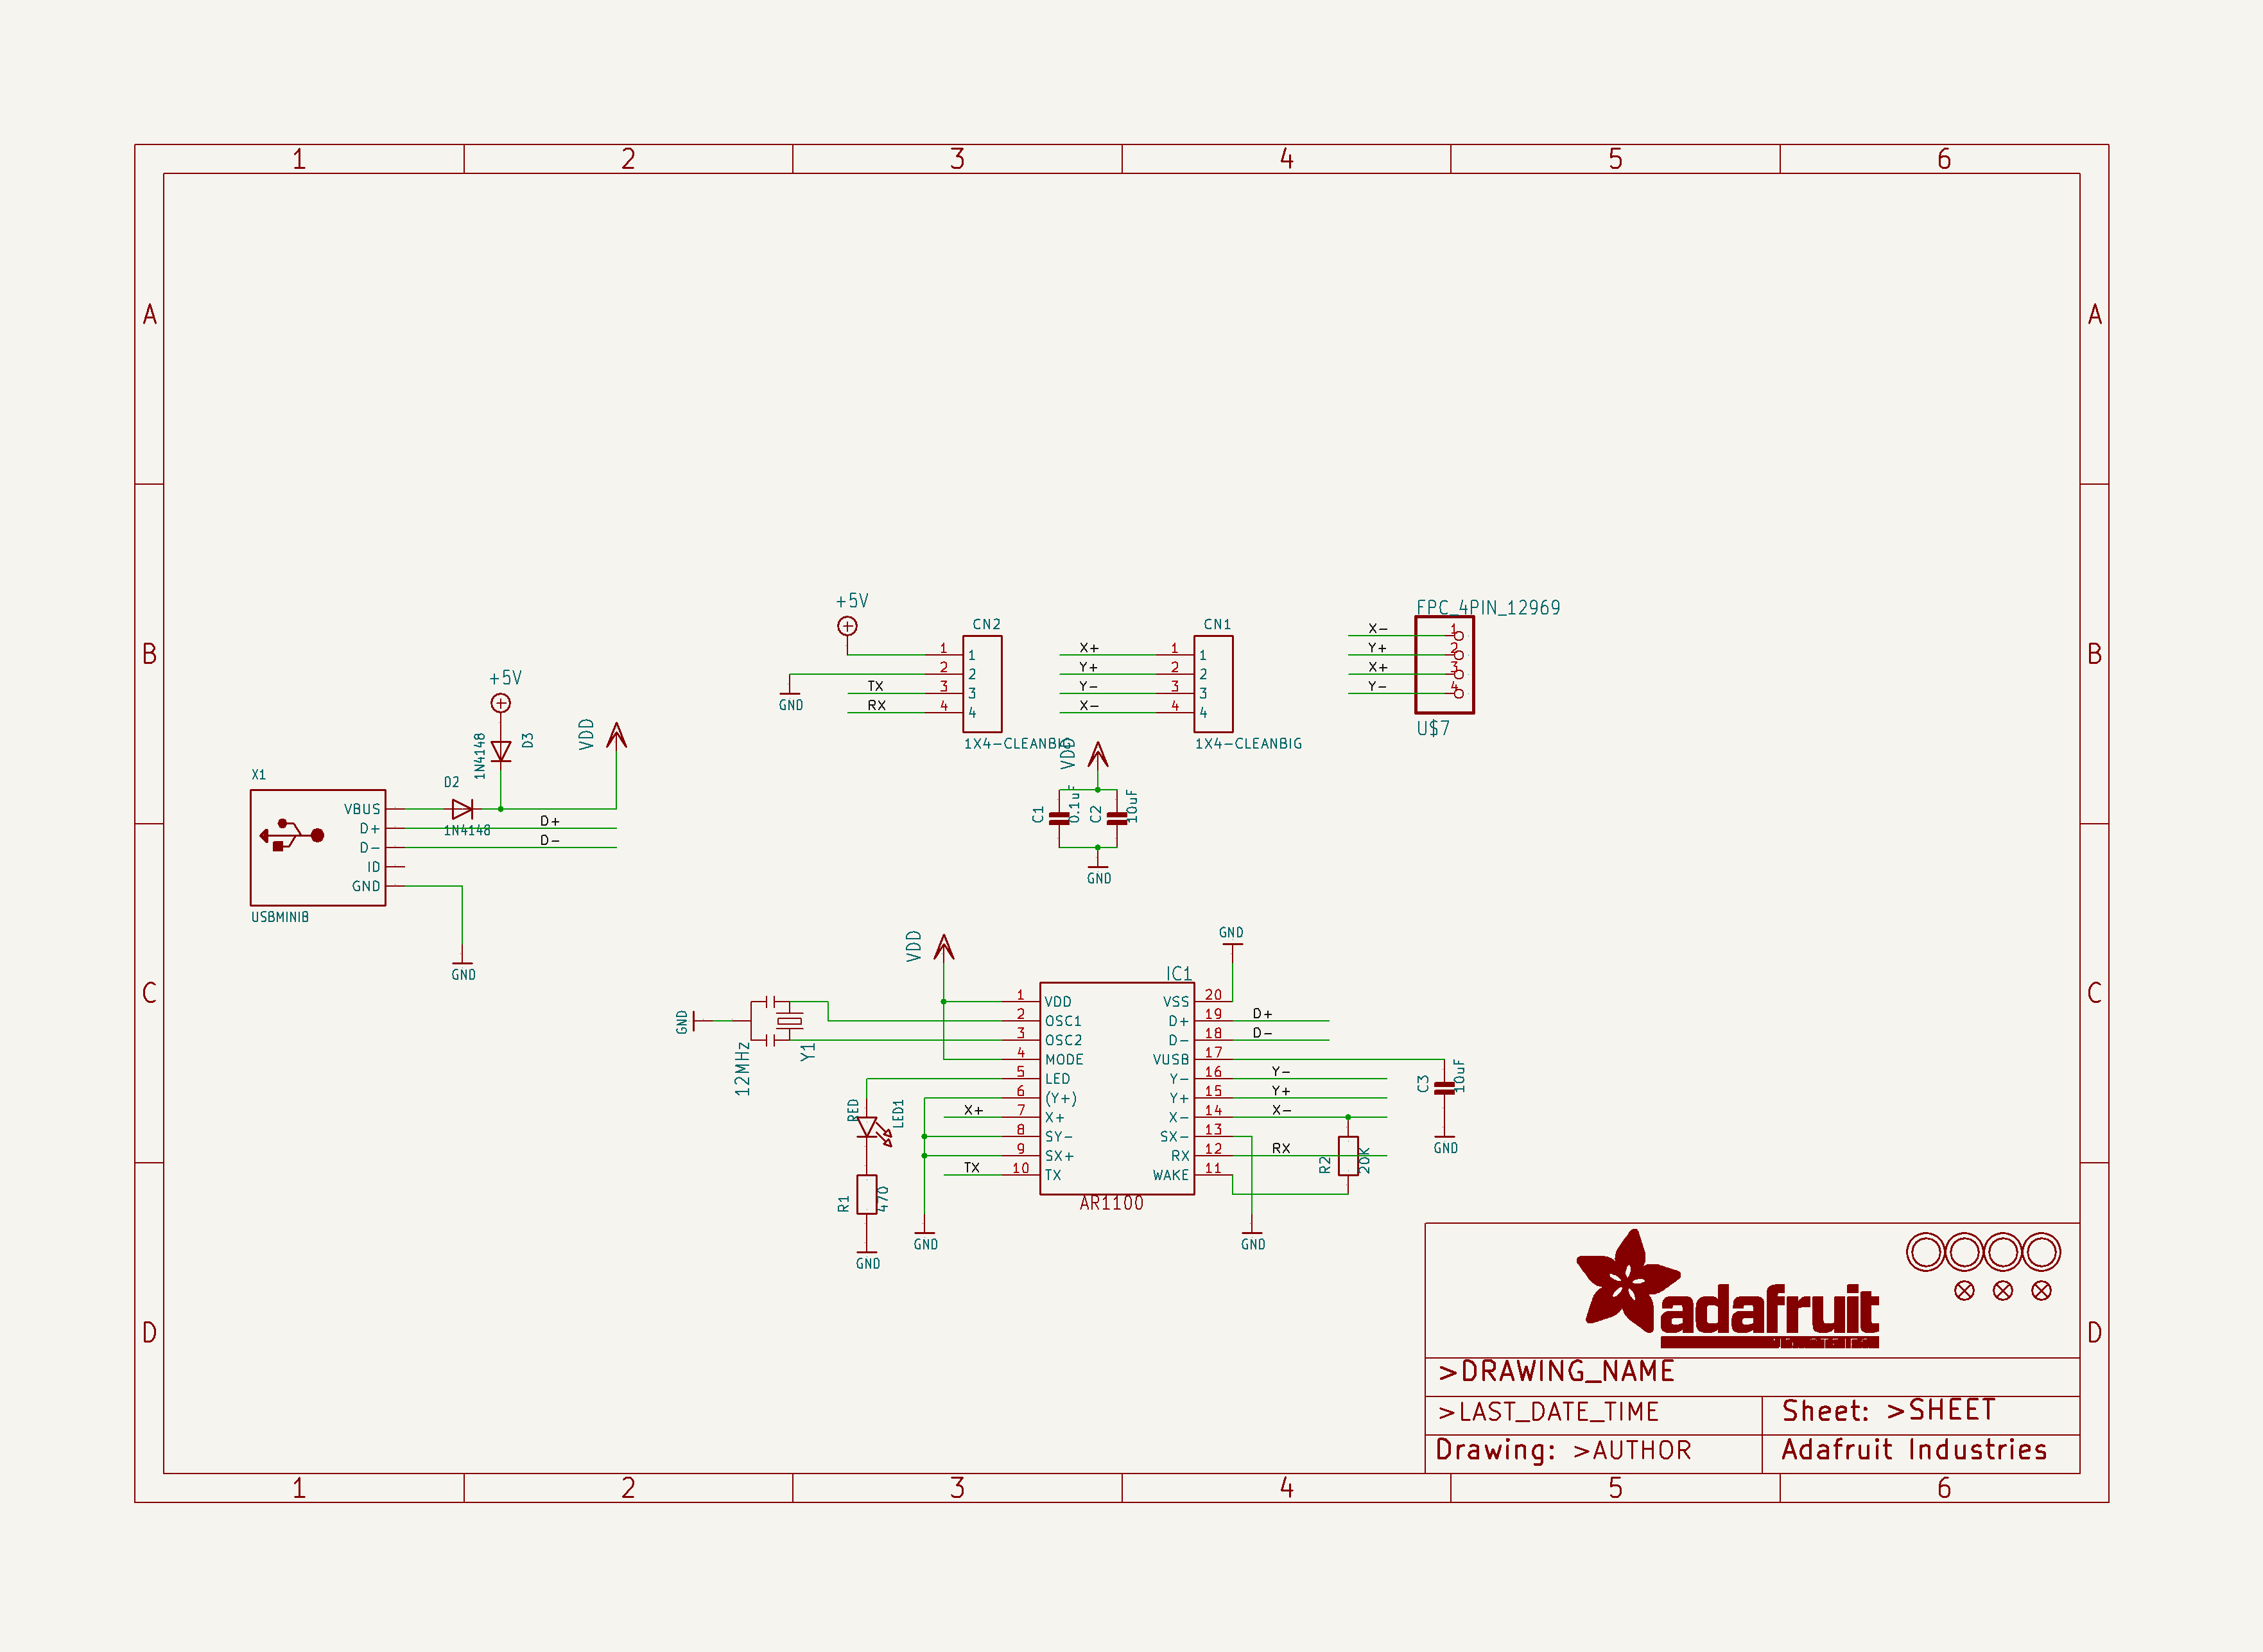 1 2 3 4 5 6
A A
B B
C C
D D
+5V
CN2
1 1
2 2
TX 3 3
RX 4 4
GND
1X4-CLEANBIG
CN1
X+ 1 1
Y+ 2 2
Y- 3 3
X- 4 4
1X4-CLEANBIG
FPC_4PIN_12969
X- 1
Y+ 2
X+ 3
Y- 4
U$7
+5V
1N4148
D3
VDD
X1
D2
1N4148
VBUS
D+ D+
D- D-
ID
GND
USBMINIB
GND
VDD
C1
0.1uF
C2
10uF
GND
VDD
GND
IC1
1 VDD VSS 20
2 OSC1 D+ 19 D+
3 OSC2 D- 18 D-
4 MODE VUSB 17
5 LED Y- 16 Y-
6 (Y+) Y+ 15 Y+
X+ 7 X+ X- 14 X-
8 SY- SX- 13
9 SX+ RX 12 RX
TX 10 TX WAKE 11
AR1100
GND
12MHz
Y1
RED
LED1
R1
470
GND
GND
GND
R2
20K
C3
10uF
GND
adafruit
>DRAWING_NAME
>LAST_DATE_TIME
Sheet: >SHEET
Drawing: >AUTHOR
Adafruit Industries
1 2 3 4 5 6